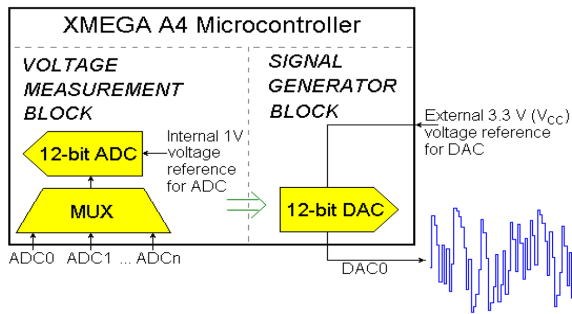 XMEGA A4 Microcontroller
VOLTAGE
MEASUREMENT
BLOCK
SIGNAL
GENERATOR
BLOCK
12-bit ADC
Internal 1V
voltage
reference
for ADC
External 3.3 V (VCC)
voltage reference
for DAC
MUX
12-bit DAC
ADC0 ADC1 ... ADCn
DAC0